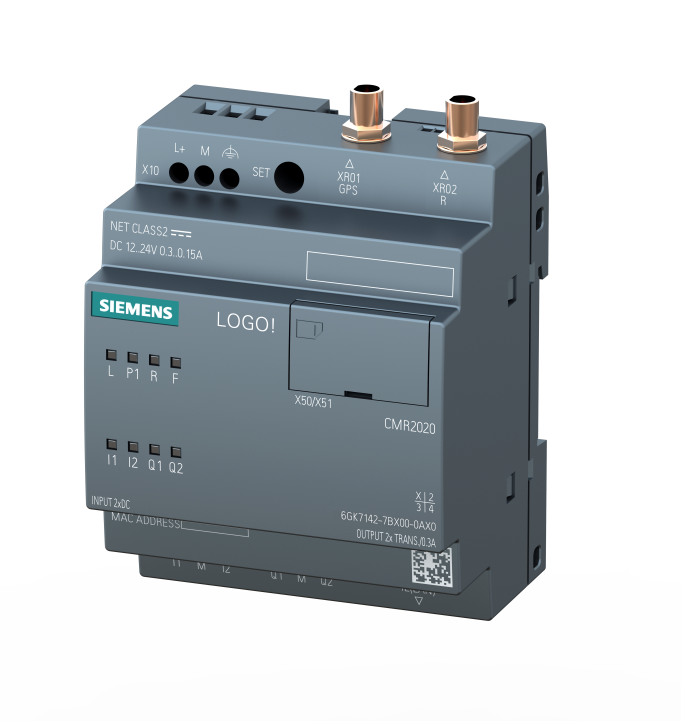 L+ M
X10 SET
XR01
GPS
XR02
R
NET CLASS2
DC 12..24V 0.3..0.15A
SIEMENS
LOGO!
L P1 R F
X50/X51
CMR2020
I1 I2 Q1 Q2
X 2
3 4
INPUT 2xDC
6GK7142-7BX00-0AX0
MAC ADDRESS
OUTPUT 2x TRANS./0.3A
I1 M I2 Q1 M Q2